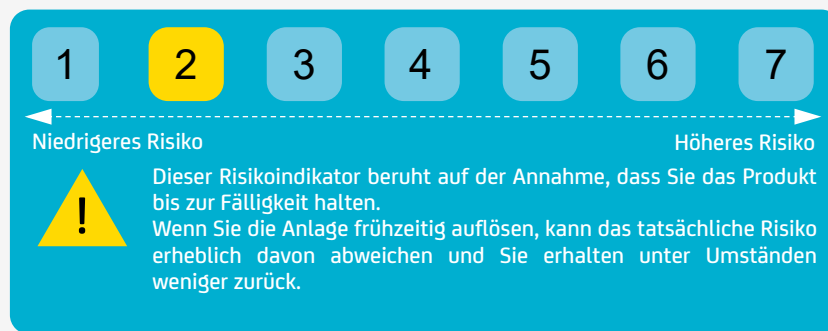 1 2 3 4 5 6 7
Niedrigeres Risiko Höheres Risiko
!
Dieser Risikoindikator beruht auf der Annahme, dass Sie das Produkt
bis zur Fälligkeit halten.
Wenn Sie die Anlage frühzeitig auflösen, kann das tatsächliche Risiko
erheblich davon abweichen und Sie erhalten unter Umständen
weniger zurück.